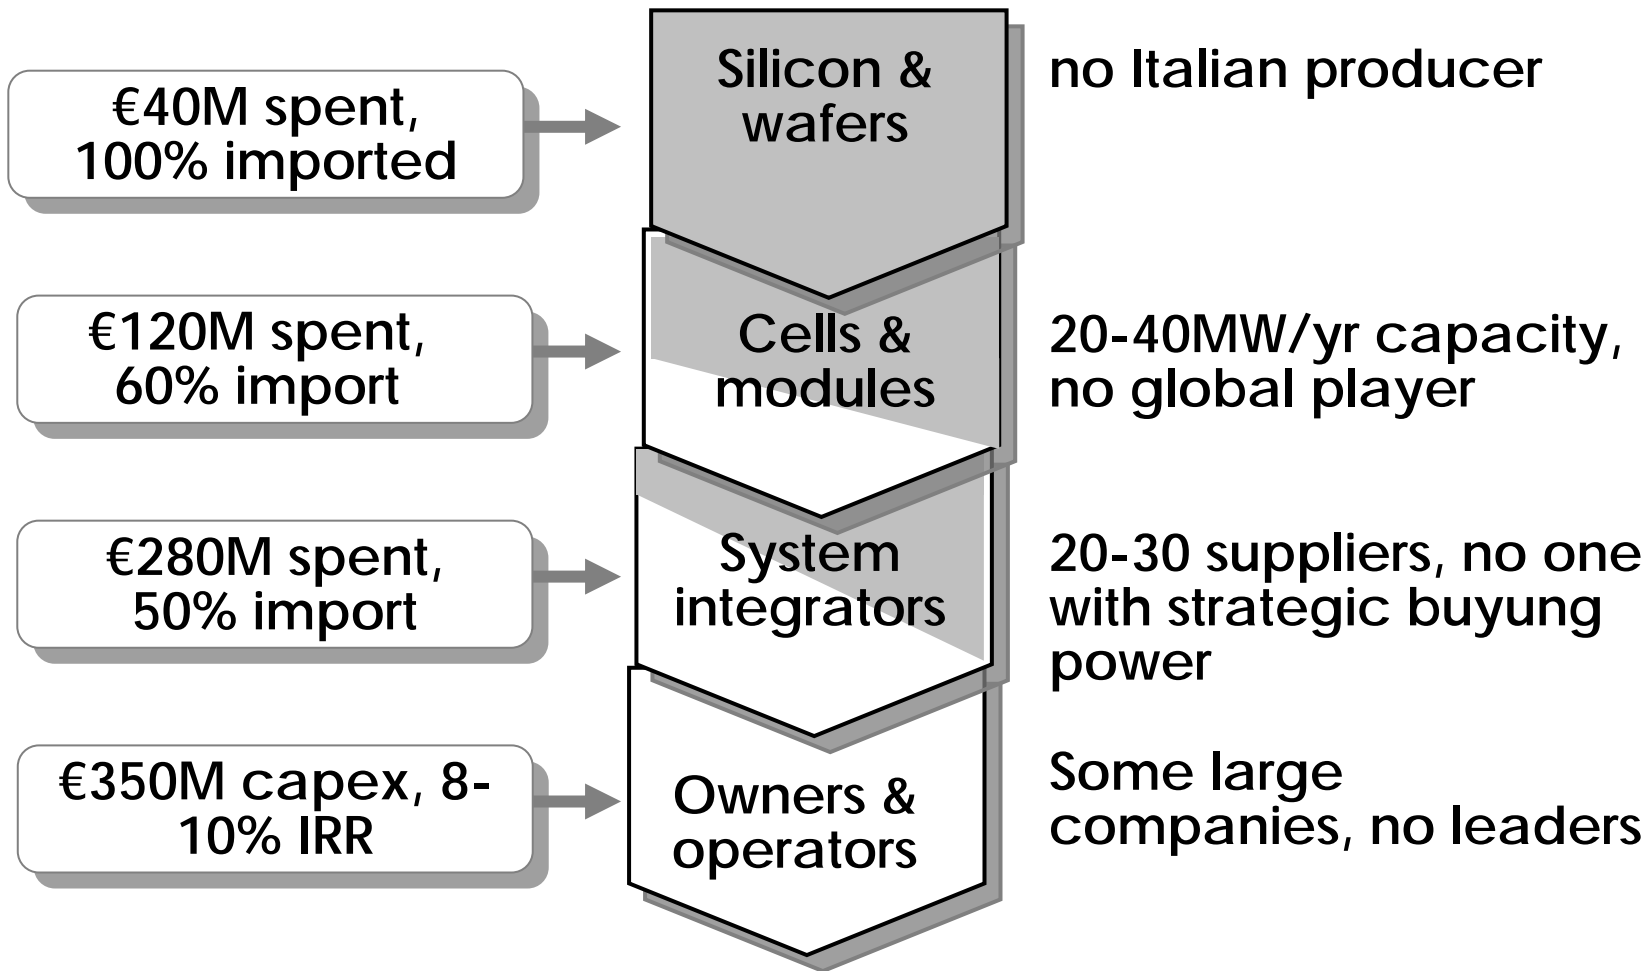 €40M spent,
100% imported
Silicon &
wafers
no Italian producer
€120M spent,
60% import
Cells &
modules
20-40MW/yr capacity,
no global player
€280M spent,
50% import
System
integrators
20-30 suppliers, no one
with strategic buyung
power
€350M capex, 8-
10% IRR
Owners &
operators
Some large
companies, no leaders